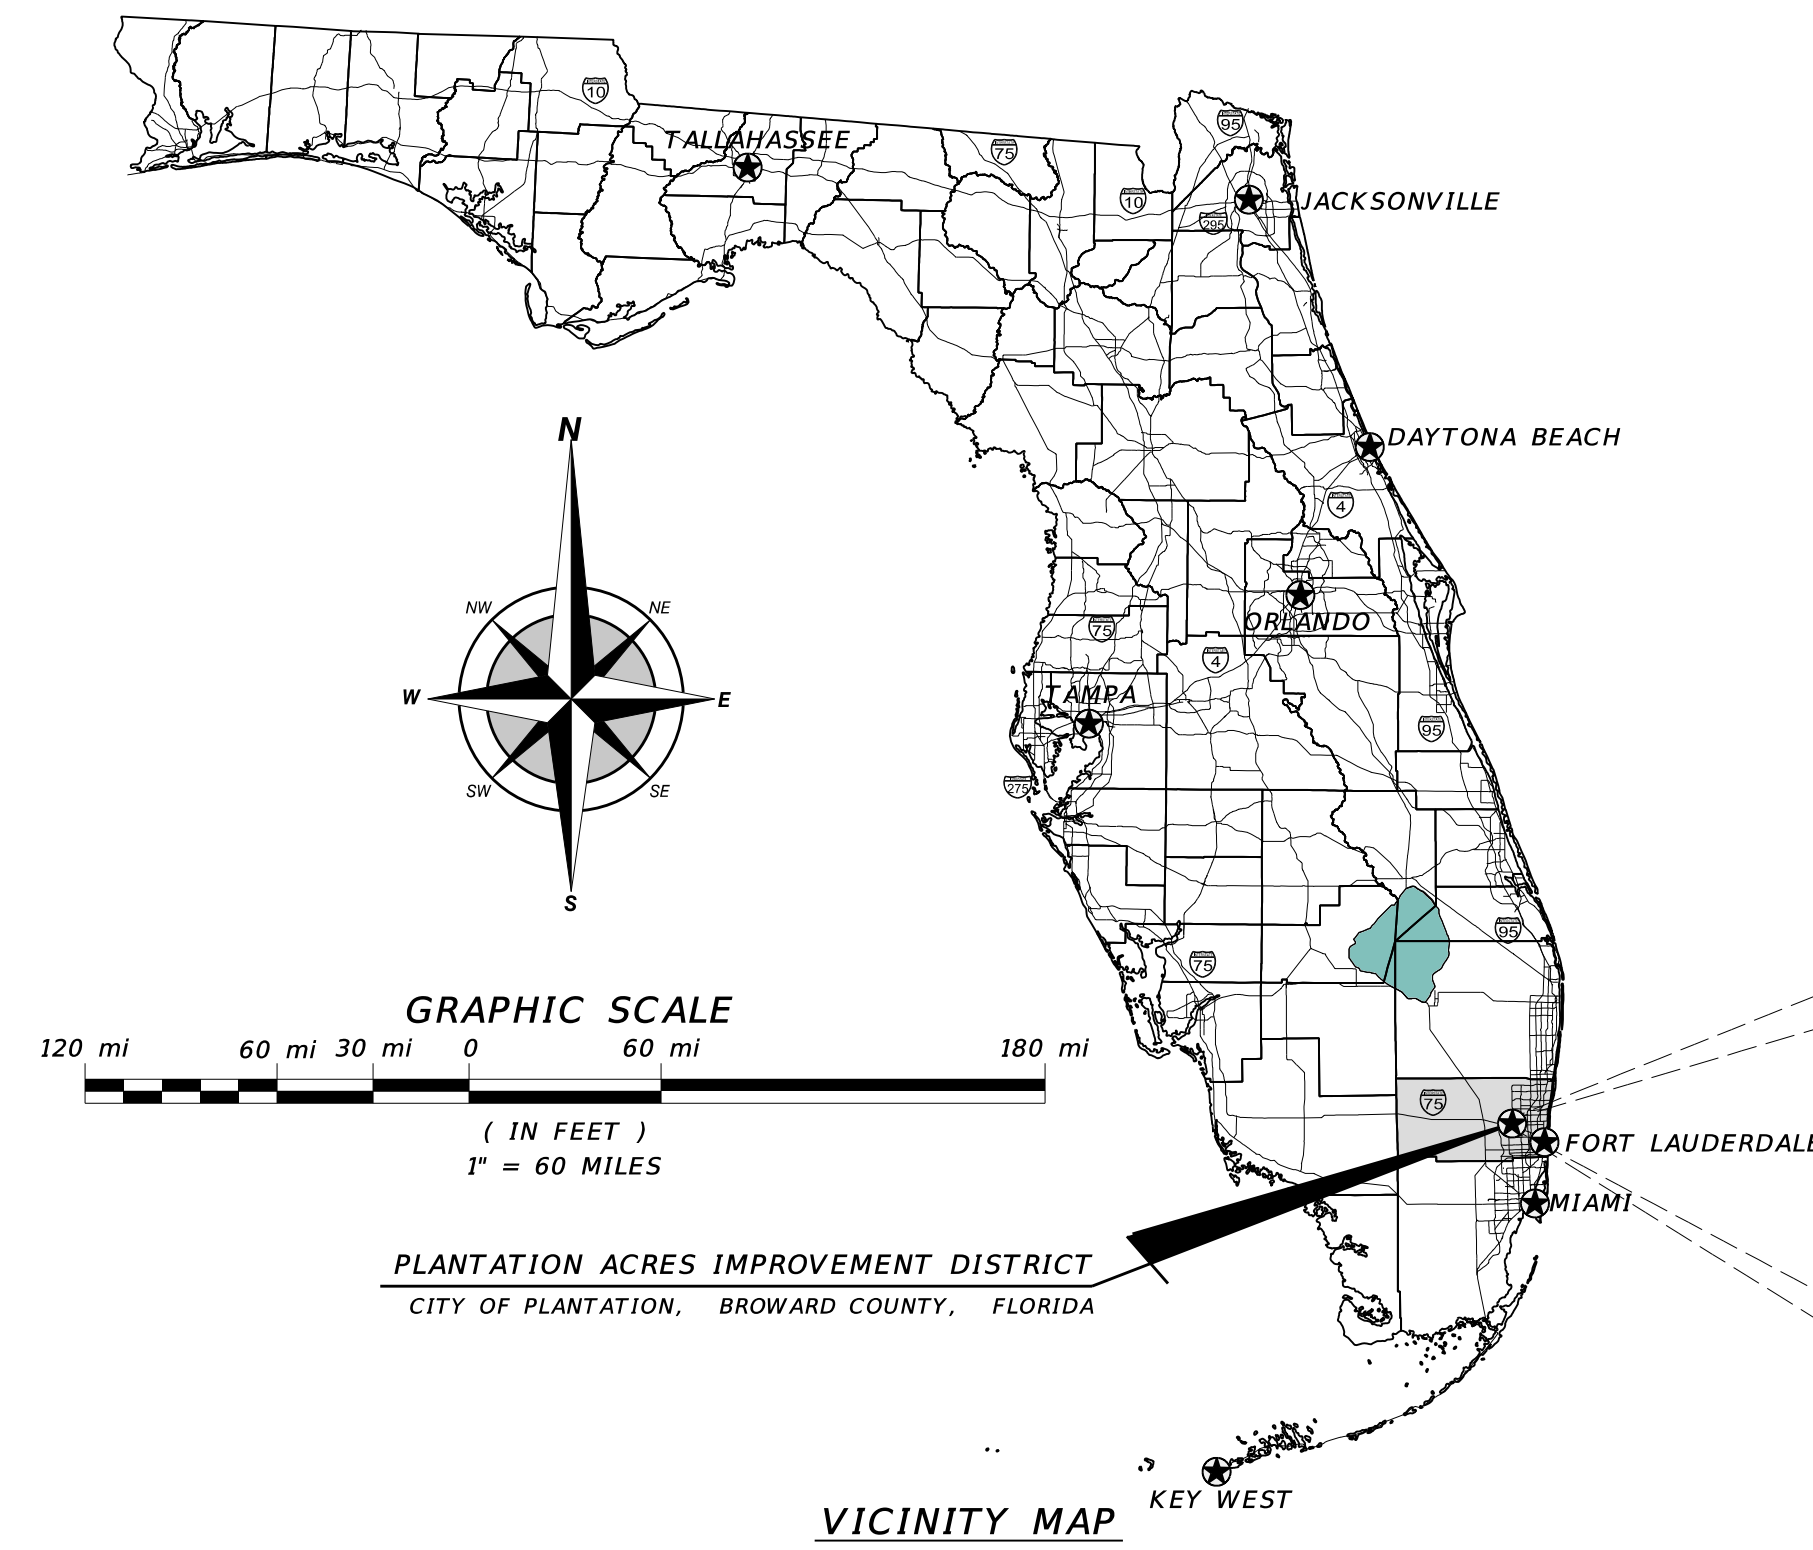 10
95
TALLAHASSEE
75
10
JACKSONVILLE
295
N
DAYTONA BEACH
4
NW
NE
75
ORLANDO
4
W
E
TAMPA
95
275
SW
SE
S
95
75
GRAPHIC SCALE
120 mi 60 mi 30 mi 0 60 mi 180 mi
75
( IN FEET )
FORT LAUDERDALE
1" = 60 MILES
MIAMI
PLANTATION ACRES IMPROVEMENT DISTRICT
CITY OF PLANTATION, BROWARD COUNTY, FLORIDA
KEY WEST
VICINITY MAP